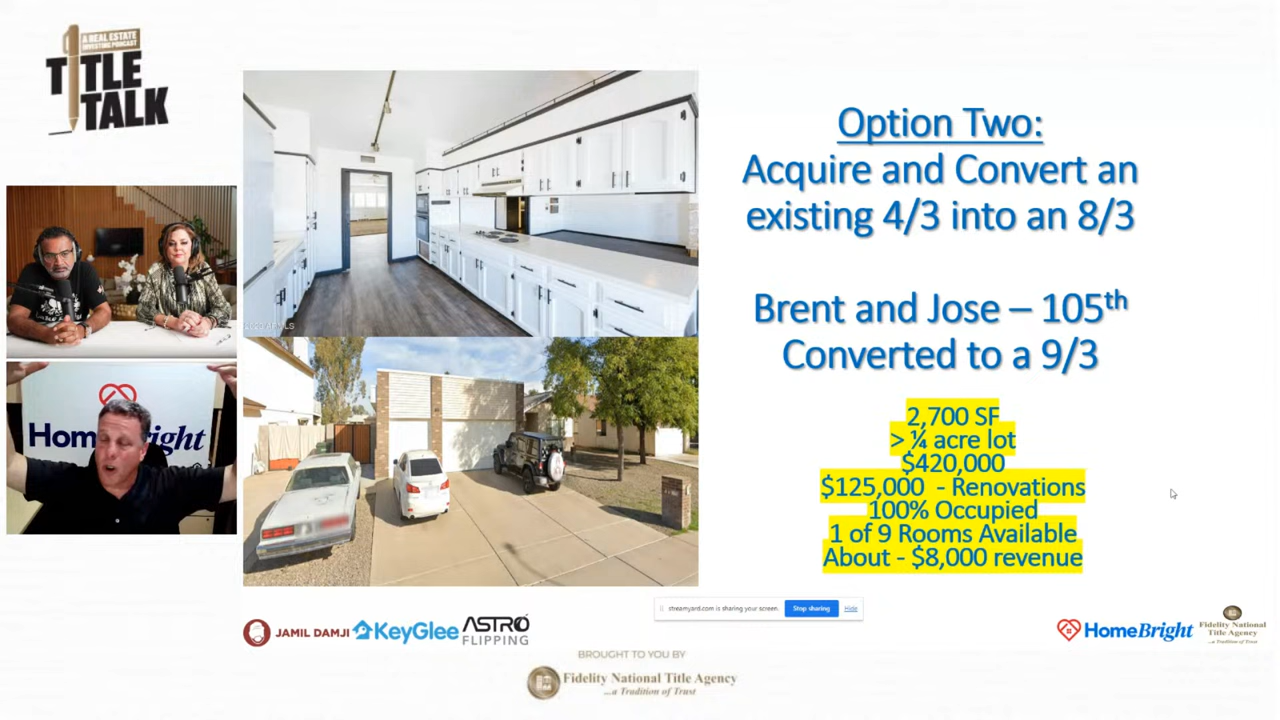 A REAL ESTATE
INVESTING PODCAST
TITLE
TALK
Option Two:
Acquire and Convert an
existing 4/3 into an 8/3
Brent and Jose – 105th
Converted to a 9/3
2,700 SF
> ¼ acre lot
$420,000
$125,000 - Renovations
100% Occupied
1 of 9 Rooms Available
About - $8,000 revenue
HomeBright
streamyard.com is sharing your screen.
Stop sharing
Hide
JAMIL DAMJI
KeyGlee
ASTRO
FLIPPING
HomeBright
Fidelity National
Title Agency
...a Tradition of Trust
BROUGHT TO YOU BY
Fidelity National Title Agency
...a Tradition of Trust